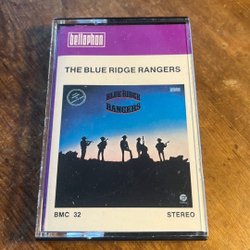 bellaphon
THE BLUE RIDGE RANGERS
BLUE RIDGE
RANGERS
BMC 32
STEREO